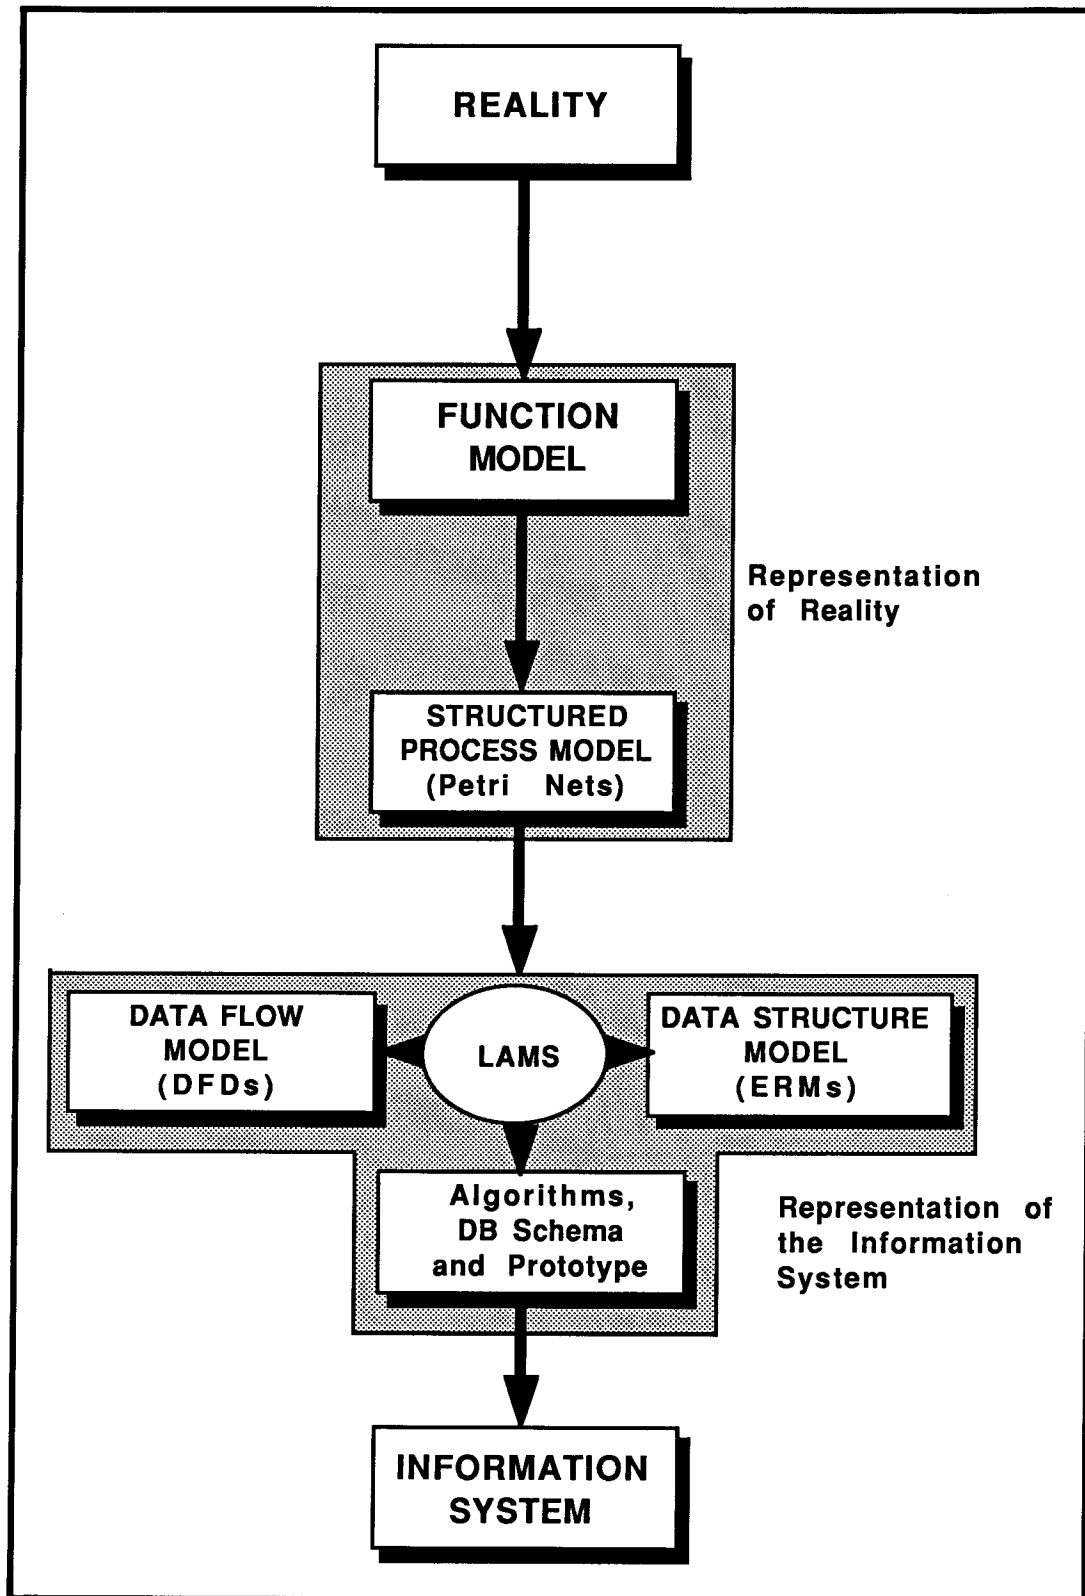 REALITY
FUNCTION
MODEL
Representation
of Reality
STRUCTURED
PROCESS MODEL
(Petri Nets)
DATA FLOW
MODEL
(DFDs)
LAMS
DATA STRUCTURE
MODEL
(ERMs)
Algorithms,
DB Schema
and Prototype
Representation of
the Information
System
INFORMATION
SYSTEM